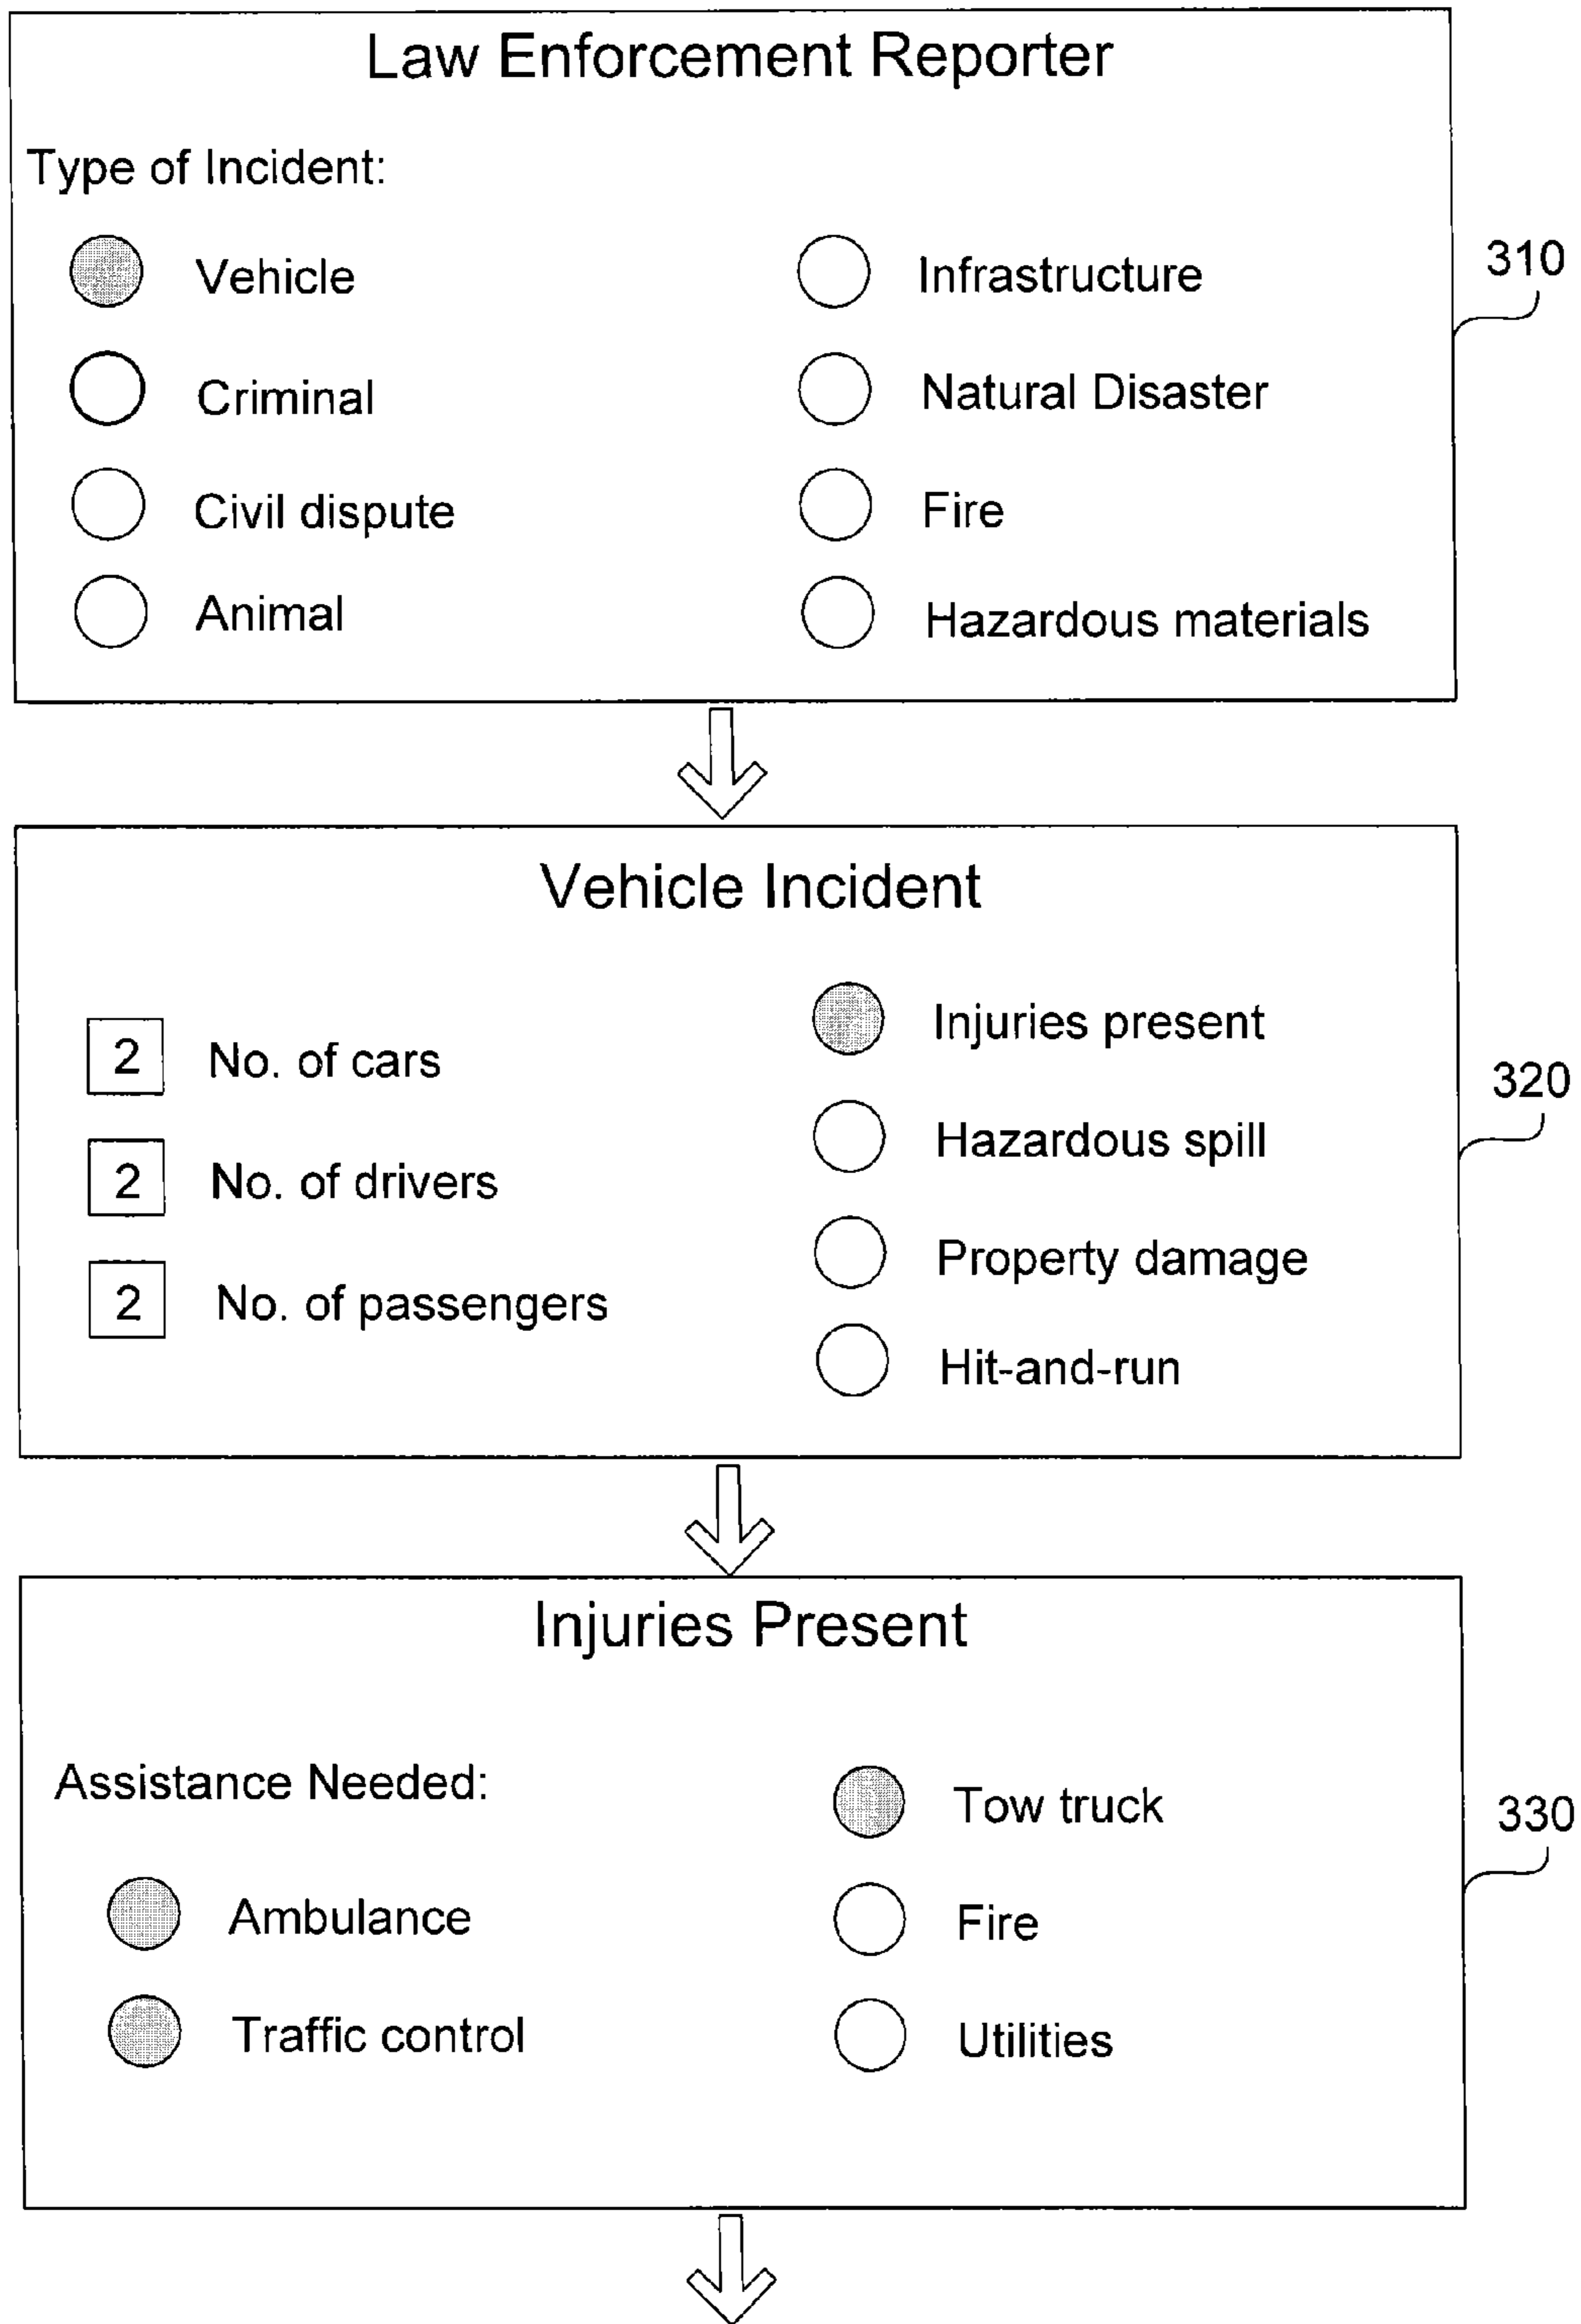 Law Enforcement Reporter
Type of Incident:
Vehicle
Criminal
Civil dispute
Animal
Infrastructure
Natural Disaster
Fire
Hazardous materials
310
Vehicle Incident
2 No. of cars
2 No. of drivers
2 No. of passengers
Injuries present
Hazardous spill
Property damage
Hit-and-run
320
Injuries Present
Assistance Needed:
Ambulance
Traffic control
Tow truck
Fire
Utilities
330